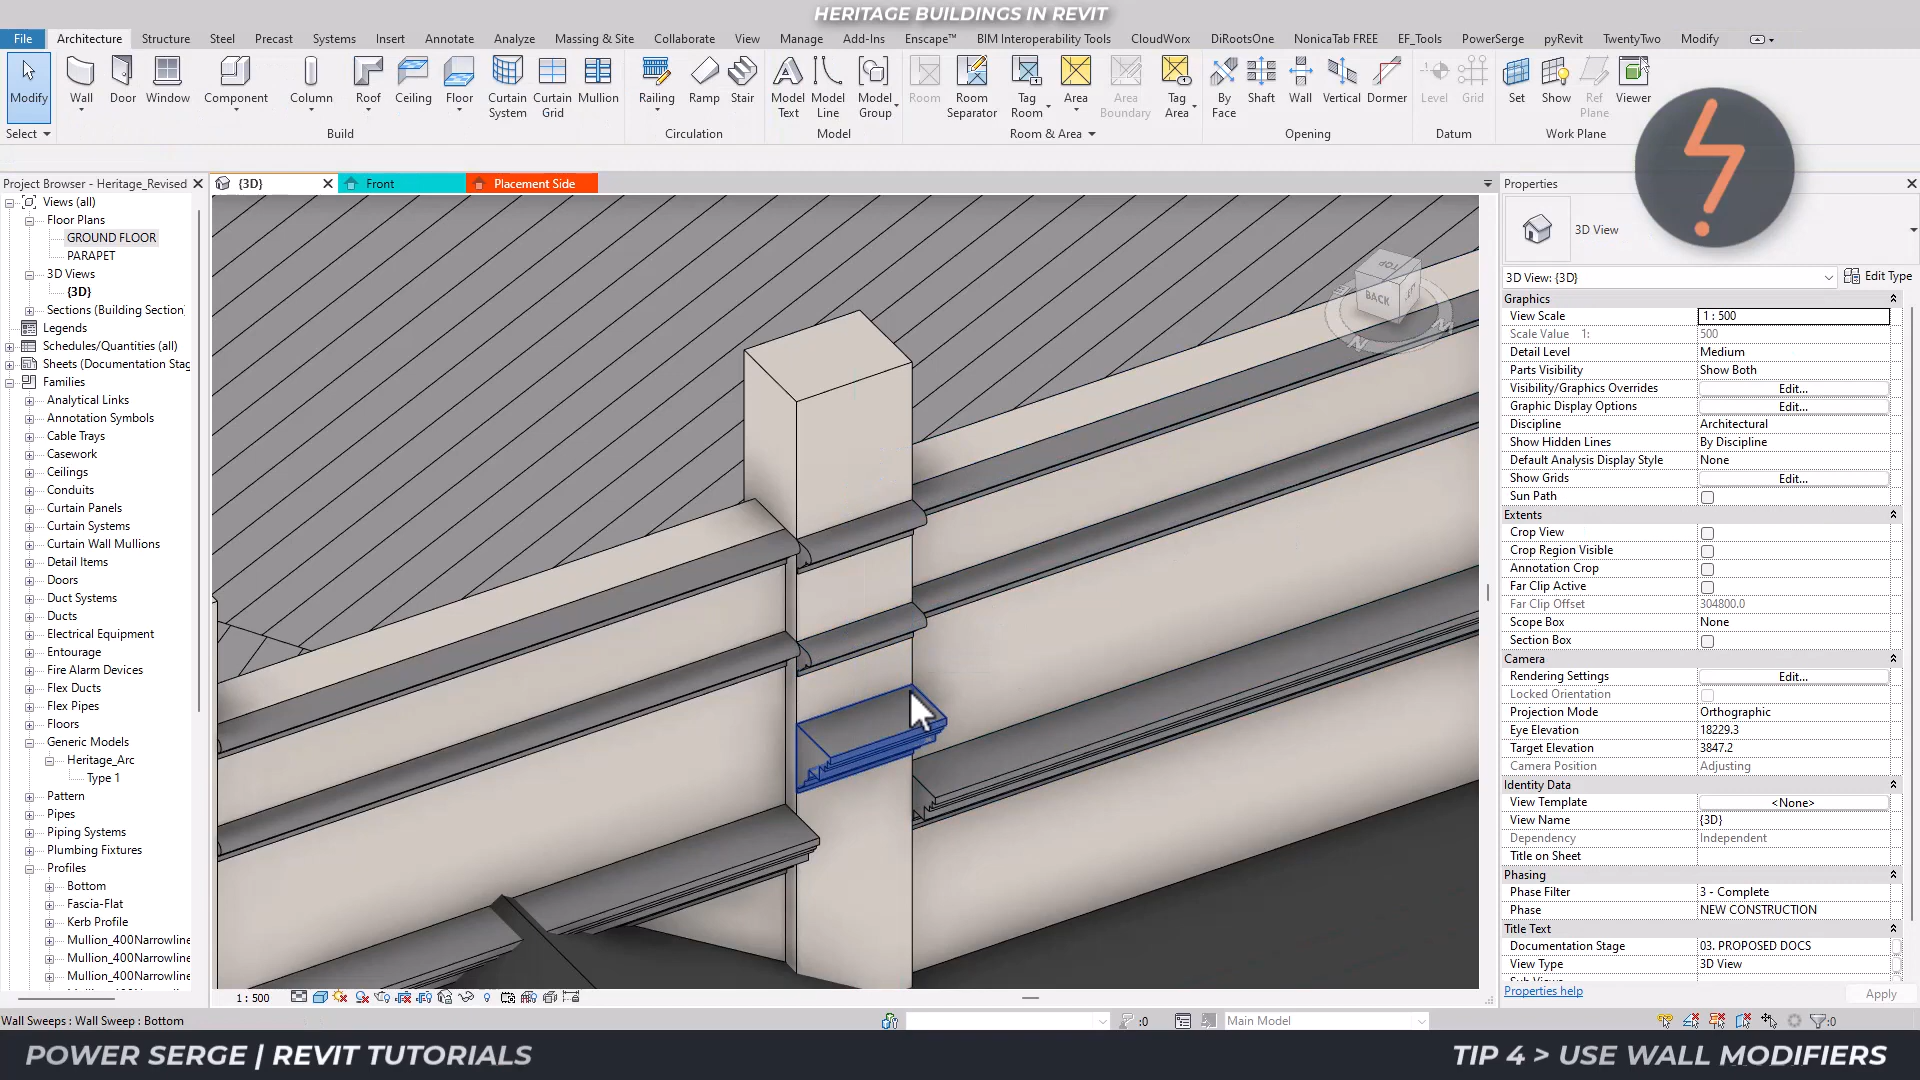 HERITAGE BUILDINGS IN REVIT
File Architecture Structure Steel Precast Systems Insert Annotate Analyze Massing & Site Collaborate View Manage Add-Ins Enscape™ BIM Interoperability Tools CloudWorx DiRootsOne NonicaTab FREE EF_Tools PowerSerge pyRevit TwentyTwo Modify
Modify Wall Door Window Component Column Roof Ceiling Floor Curtain System Curtain Grid Mullion Railing Ramp Stair Model Text Model Line Model Group Room Room Separator Tag Room Area Area Boundary Tag Area By Face Shaft Wall Vertical Dormer Level Grid Set Show Ref Plane Viewer
Select Build Circulation Model Room & Area Opening Datum Work Plane
Project Browser - Heritage_Revised
{3D} Front Placement Side
Properties
Views (all)
Floor Plans
GROUND FLOOR
PARAPET
3D Views
{3D}
Sections (Building Section)
Legends
Schedules/Quantities (all)
Sheets (Documentation Stag
Families
Analytical Links
Annotation Symbols
Cable Trays
Casework
Ceilings
Conduits
Curtain Panels
Curtain Systems
Curtain Wall Mullions
Detail Items
Doors
Duct Systems
Ducts
Electrical Equipment
Entourage
Fire Alarm Devices
Flex Ducts
Flex Pipes
Floors
Generic Models
Heritage_Arc
Type 1
Pattern
Pipes
Piping Systems
Plumbing Fixtures
Profiles
Bottom
Fascia-Flat
Kerb Profile
Mullion_400Narrowline
Mullion_400Narrowline
Mullion_400Narrowline
TOP
BACK
N
3D View
3D View: {3D} Edit Type
Graphics
View Scale 1 : 500
Scale Value 1: 500
Detail Level Medium
Parts Visibility Show Both
Visibility/Graphics Overrides Edit...
Graphic Display Options Edit...
Discipline Architectural
Show Hidden Lines By Discipline
Default Analysis Display Style None
Show Grids Edit...
Sun Path
Extents
Crop View
Crop Region Visible
Annotation Crop
Far Clip Active
Far Clip Offset 304800.0
Scope Box None
Section Box
Camera
Rendering Settings Edit...
Locked Orientation
Projection Mode Orthographic
Eye Elevation 18229.3
Target Elevation 3847.2
Camera Position Adjusting
Identity Data
View Template <None>
View Name {3D}
Dependency Independent
Title on Sheet
Phasing
Phase Filter 3 - Complete
Phase NEW CONSTRUCTION
Title Text
Documentation Stage 03. PROPOSED DOCS
View Type 3D View
Properties help Apply
1 : 500
Wall Sweeps : Wall Sweep : Bottom :0 Main Model :0
POWER SERGE | REVIT TUTORIALS
TIP 4 > USE WALL MODIFIERS